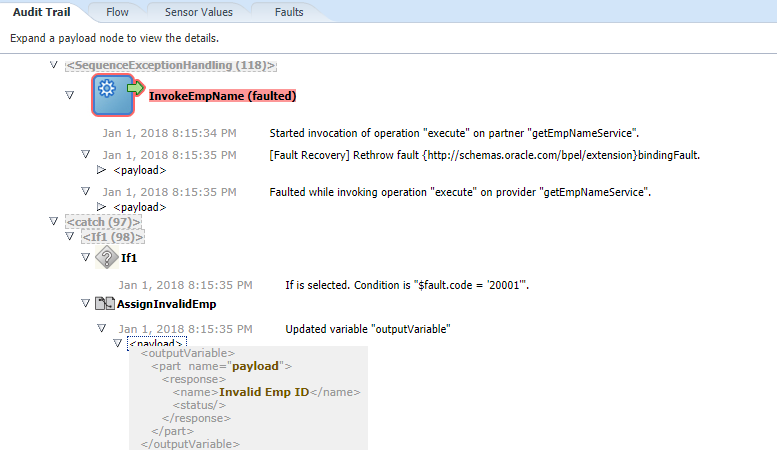 Audit Trail Flow Sensor Values Faults
Expand a payload node to view the details.
<SequenceExceptionHandling (118)>
InvokeEmpName (faulted)
Jan 1, 2018 8:15:34 PM Started invocation of operation "execute" on partner "getEmpNameService".
Jan 1, 2018 8:15:35 PM [Fault Recovery] Rethrow fault {http://schemas.oracle.com/bpel/extension}bindingFault.
<payload>
Jan 1, 2018 8:15:35 PM Faulted while invoking operation "execute" on provider "getEmpNameService".
<payload>
<catch (97)>
<If1 (98)>
If1
Jan 1, 2018 8:15:35 PM If is selected. Condition is "$fault.code = '20001'".
AssignInvalidEmp
Jan 1, 2018 8:15:35 PM Updated variable "outputVariable"
<payload>
<outputVariable>
<part name="payload">
<response>
<name>Invalid Emp ID</name>
<status/>
</response>
</part>
</outputVariable>